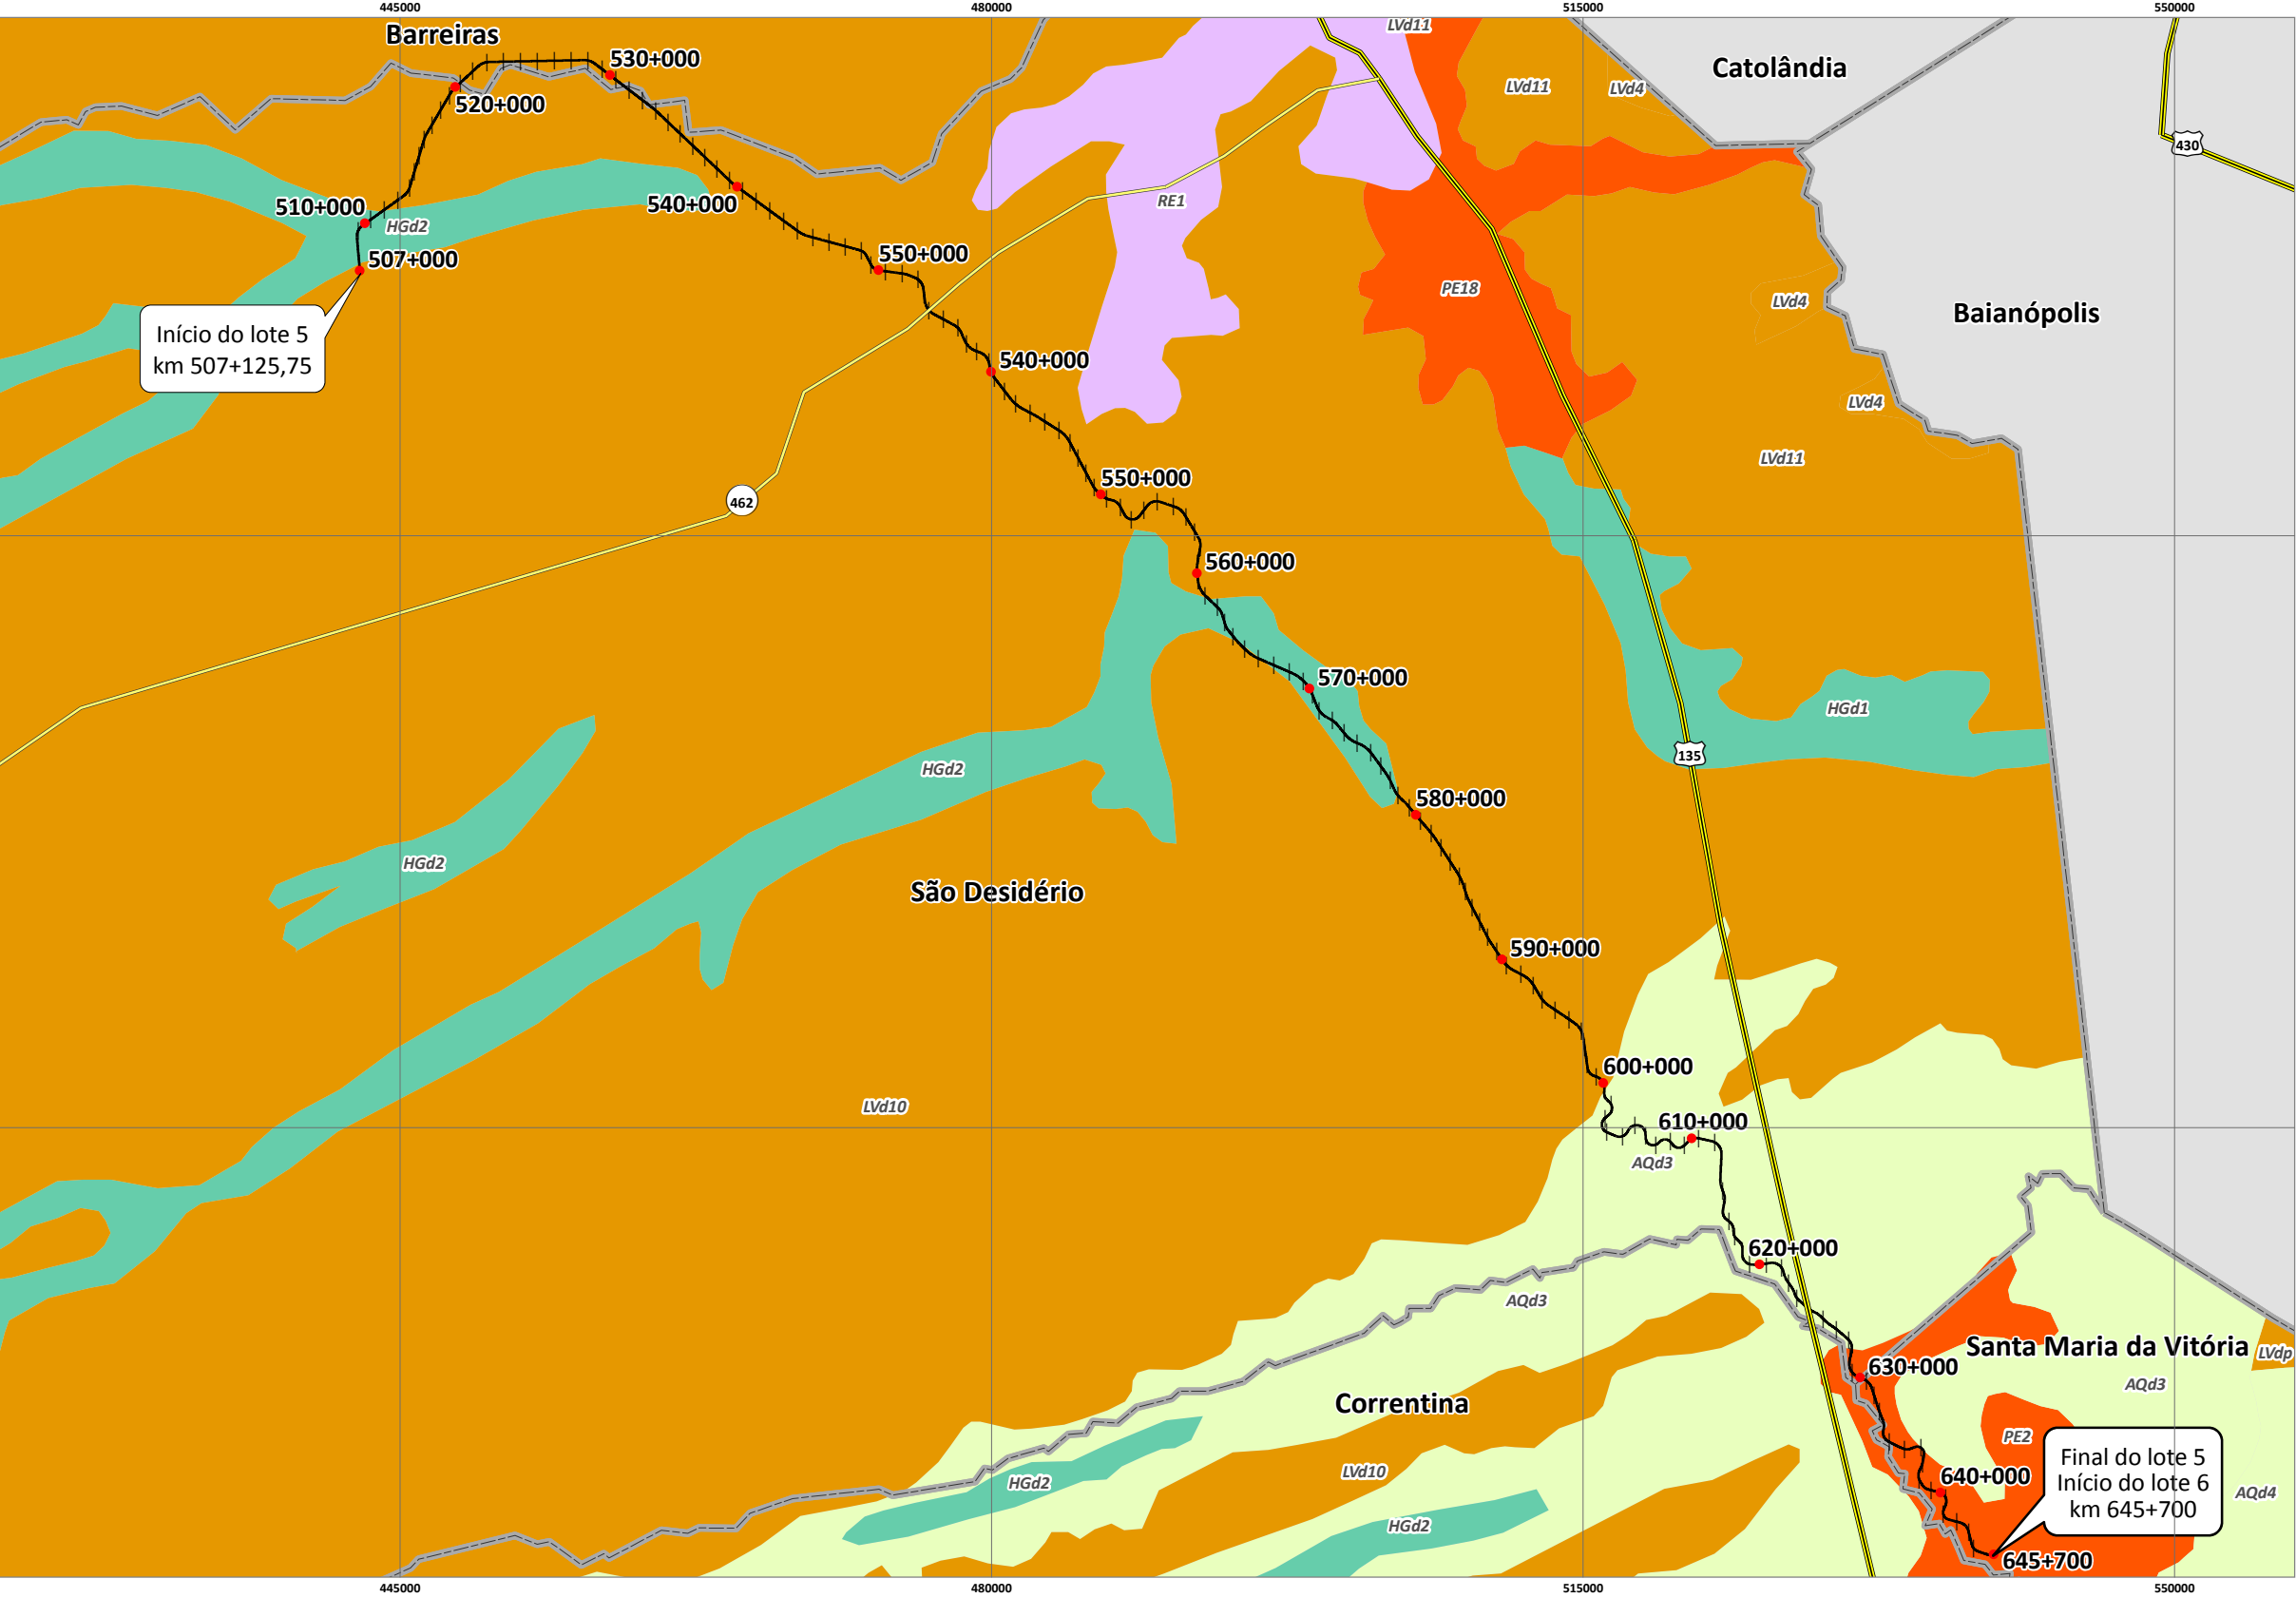 445000
480000
515000
550000
Barreiras
LVd11
530+000
Catolândia
LVd11
LVd4
520+000
430
RE1
510+000
540+000
HGd2
507+000
550+000
PE18
LVd4
Baianópolis
Início do lote 5
km 507+125,75
540+000
LVd4
LVd11
550+000
462
560+000
570+000
HGd1
135
HGd2
580+000
HGd2
São Desidério
590+000
600+000
LVd10
610+000
AQd3
620+000
AQd3
Santa Maria da Vitória
LVdp
630+000
AQd3
Correntina
PE2
Final do lote 5
Início do lote 6
km 645+700
LVd10
640+000
HGd2
AQd4
HGd2
645+700
445000
480000
515000
550000